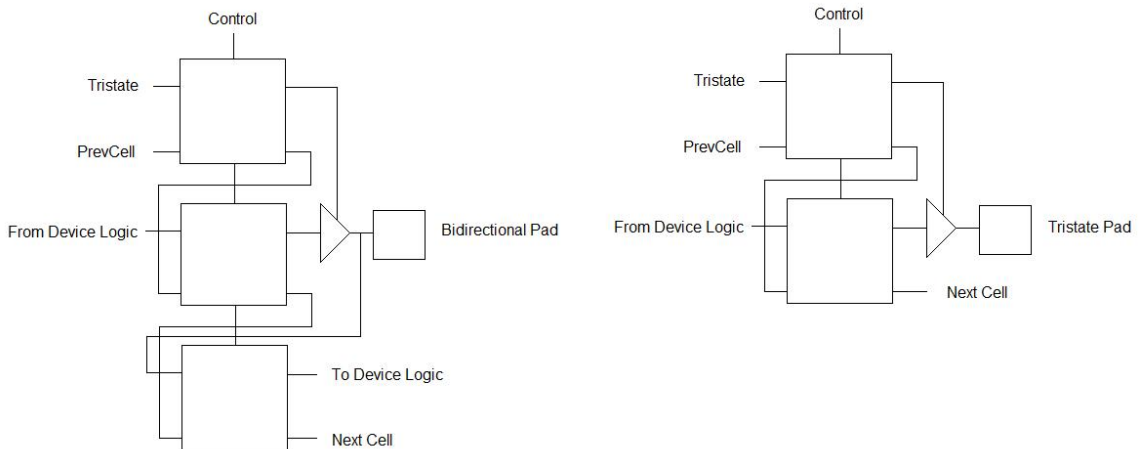 Control
Tristate
PrevCell
From Device Logic
Bidirectional Pad
To Device Logic
Next Cell
Control
Tristate
PrevCell
From Device Logic
Tristate Pad
Next Cell